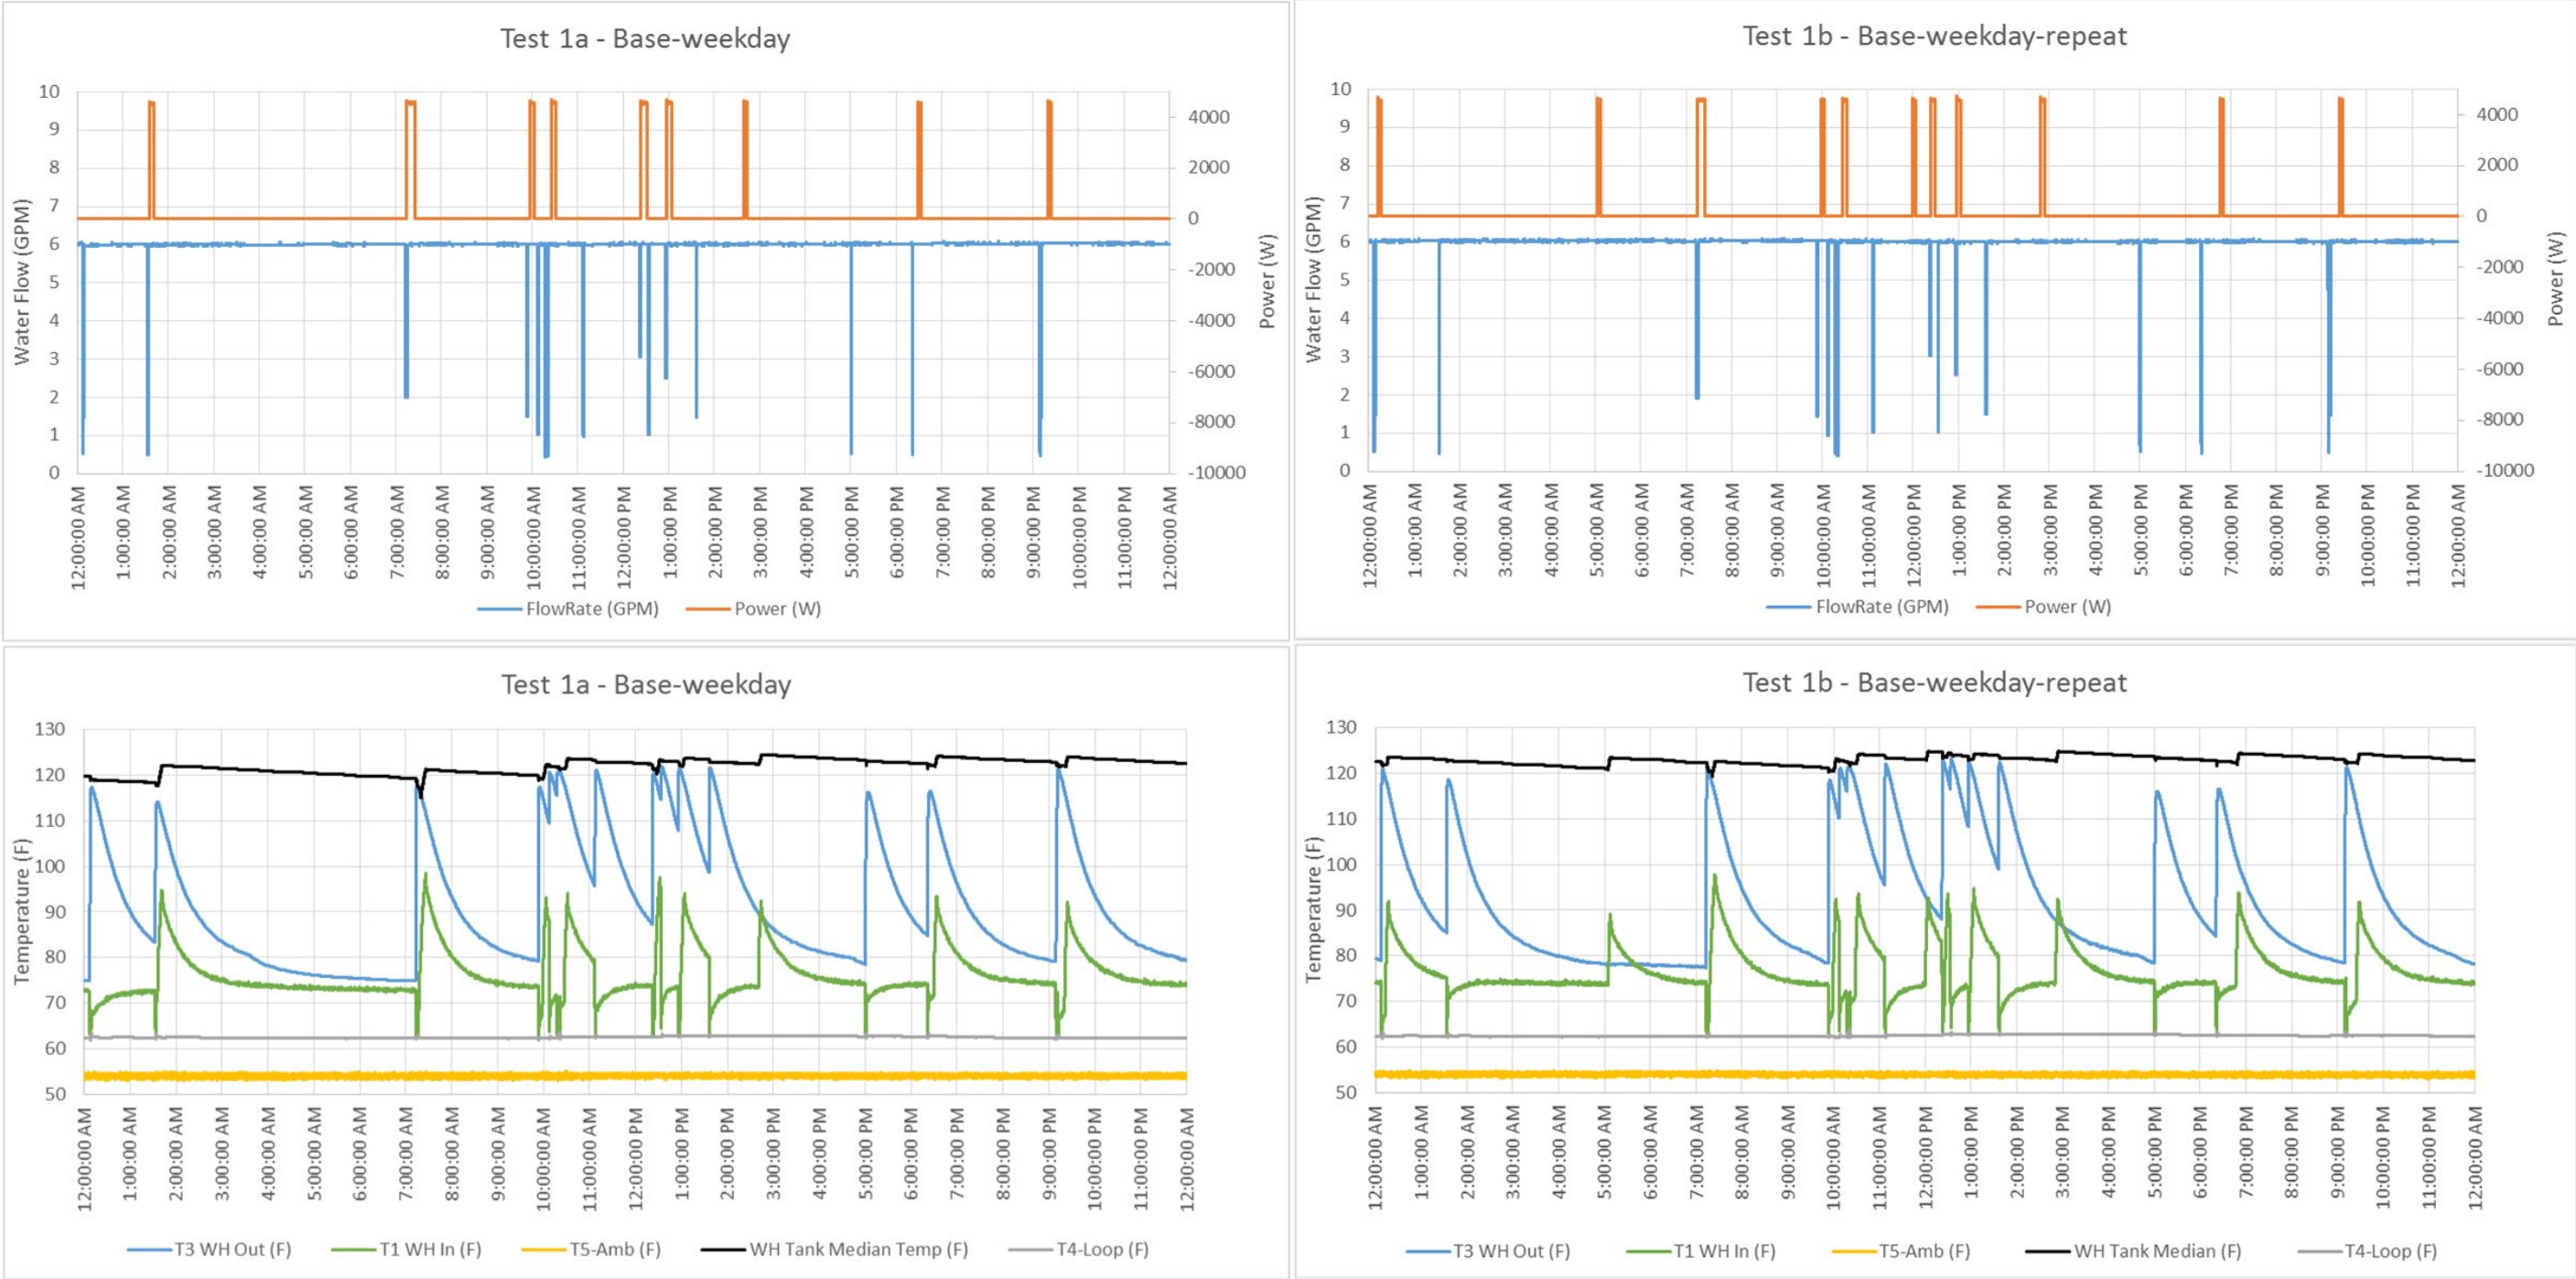 Test 1a - Base-weekday
10
9
8
7
6
5
4
3
2
1
0
Water Flow (GPM)
4000
2000
0
-2000
-4000
-6000
-8000
-10000
Power (W)
12:00:00 AM
1:00:00 AM
2:00:00 AM
3:00:00 AM
4:00:00 AM
5:00:00 AM
6:00:00 AM
7:00:00 AM
8:00:00 AM
9:00:00 AM
10:00:00 AM
11:00:00 AM
12:00:00 PM
1:00:00 PM
2:00:00 PM
3:00:00 PM
4:00:00 PM
5:00:00 PM
6:00:00 PM
7:00:00 PM
8:00:00 PM
9:00:00 PM
10:00:00 PM
11:00:00 PM
12:00:00 AM
FlowRate (GPM) Power (W)
Test 1b - Base-weekday-repeat
10
9
8
7
6
5
4
3
2
1
0
Water Flow (GPM)
4000
2000
0
-2000
-4000
-6000
-8000
-10000
Power (W)
12:00:00 AM
1:00:00 AM
2:00:00 AM
3:00:00 AM
4:00:00 AM
5:00:00 AM
6:00:00 AM
7:00:00 AM
8:00:00 AM
9:00:00 AM
10:00:00 AM
11:00:00 AM
12:00:00 PM
1:00:00 PM
2:00:00 PM
3:00:00 PM
4:00:00 PM
5:00:00 PM
6:00:00 PM
7:00:00 PM
8:00:00 PM
9:00:00 PM
10:00:00 PM
11:00:00 PM
12:00:00 AM
FlowRate (GPM) Power (W)
Test 1a - Base-weekday
130
120
110
100
90
80
70
60
50
Temperature (F)
12:00:00 AM
1:00:00 AM
2:00:00 AM
3:00:00 AM
4:00:00 AM
5:00:00 AM
6:00:00 AM
7:00:00 AM
8:00:00 AM
9:00:00 AM
10:00:00 AM
11:00:00 AM
12:00:00 PM
1:00:00 PM
2:00:00 PM
3:00:00 PM
4:00:00 PM
5:00:00 PM
6:00:00 PM
7:00:00 PM
8:00:00 PM
9:00:00 PM
10:00:00 PM
11:00:00 PM
12:00:00 AM
T3 WH Out (F) T1 WH In (F) T5-Amb (F) WH Tank Median Temp (F) T4-Loop (F)
Test 1b - Base-weekday-repeat
130
120
110
100
90
80
70
60
50
Temperature (F)
12:00:00 AM
1:00:00 AM
2:00:00 AM
3:00:00 AM
4:00:00 AM
5:00:00 AM
6:00:00 AM
7:00:00 AM
8:00:00 AM
9:00:00 AM
10:00:00 AM
11:00:00 AM
12:00:00 PM
1:00:00 PM
2:00:00 PM
3:00:00 PM
4:00:00 PM
5:00:00 PM
6:00:00 PM
7:00:00 PM
8:00:00 PM
9:00:00 PM
10:00:00 PM
11:00:00 PM
12:00:00 AM
T3 WH Out (F) T1 WH In (F) T5-Amb (F) WH Tank Median (F) T4-Loop (F)